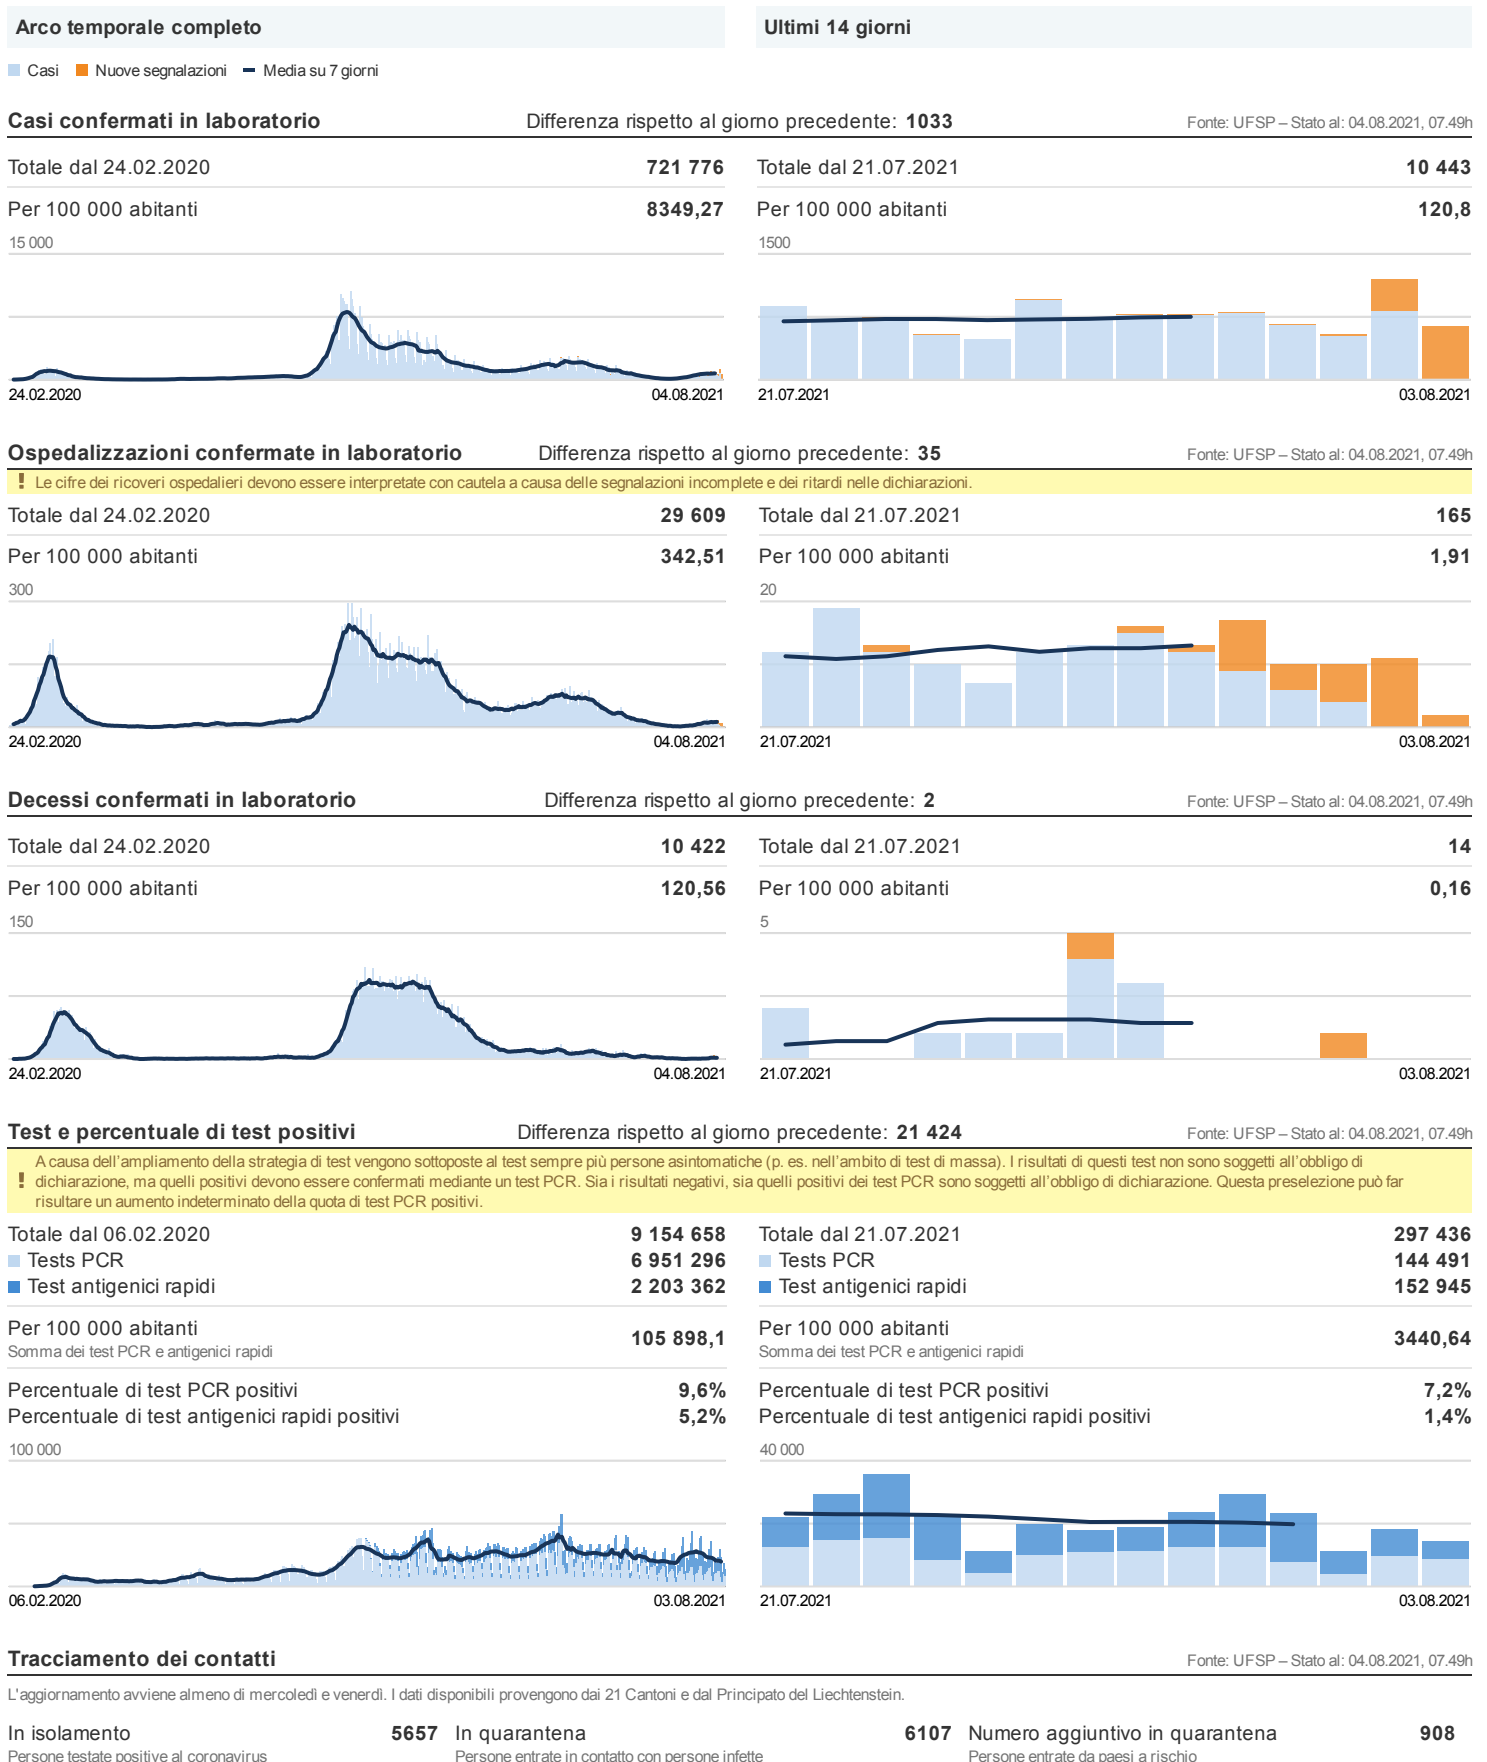 Arco temporale completo
Ultimi 14 giorni
Casi Nuove segnalazioni Media su 7 giorni
Casi confermati in laboratorio Differenza rispetto al giorno precedente: 1033 Fonte: UFSP – Stato al: 04.08.2021, 07.49h
Totale dal 24.02.2020 721 776
Per 100 000 abitanti 8349,27
15 000
24.02.2020 04.08.2021
Totale dal 21.07.2021 10 443
Per 100 000 abitanti 120,8
1500
21.07.2021 03.08.2021
Ospedalizzazioni confermate in laboratorio Differenza rispetto al giorno precedente: 35 Fonte: UFSP – Stato al: 04.08.2021, 07.49h
! Le cifre dei ricoveri ospedalieri devono essere interpretate con cautela a causa delle segnalazioni incomplete e dei ritardi nelle dichiarazioni.
Totale dal 24.02.2020 29 609
Per 100 000 abitanti 342,51
300
24.02.2020 04.08.2021
Totale dal 21.07.2021 165
Per 100 000 abitanti 1,91
20
21.07.2021 03.08.2021
Decessi confermati in laboratorio Differenza rispetto al giorno precedente: 2 Fonte: UFSP – Stato al: 04.08.2021, 07.49h
Totale dal 24.02.2020 10 422
Per 100 000 abitanti 120,56
150
24.02.2020 04.08.2021
Totale dal 21.07.2021 14
Per 100 000 abitanti 0,16
5
21.07.2021 03.08.2021
Test e percentuale di test positivi Differenza rispetto al giorno precedente: 21 424 Fonte: UFSP – Stato al: 04.08.2021, 07.49h
A causa dell'ampliamento della strategia di test vengono sottoposte al test sempre più persone asintomatiche (p. es. nell'ambito di test di massa). I risultati di questi test non sono soggetti all'obbligo di
! dichiarazione, ma quelli positivi devono essere confermati mediante un test PCR. Sia i risultati negativi, sia quelli positivi dei test PCR sono soggetti all'obbligo di dichiarazione. Questa preselezione può far
risultare un aumento indeterminato della quota di test PCR positivi.
Totale dal 06.02.2020 9 154 658
Tests PCR 6 951 296
Test antigenici rapidi 2 203 362
Per 100 000 abitanti 105 898,1
Somma dei test PCR e antigenici rapidi
Percentuale di test PCR positivi 9,6%
Percentuale di test antigenici rapidi positivi 5,2%
100 000
06.02.2020 03.08.2021
Totale dal 21.07.2021 297 436
Tests PCR 144 491
Test antigenici rapidi 152 945
Per 100 000 abitanti 3440,64
Somma dei test PCR e antigenici rapidi
Percentuale di test PCR positivi 7,2%
Percentuale di test antigenici rapidi positivi 1,4%
40 000
21.07.2021 03.08.2021
Tracciamento dei contatti Fonte: UFSP – Stato al: 04.08.2021, 07.49h
L'aggiornamento avviene almeno di mercoledì e venerdì. I dati disponibili provengono dai 21 Cantoni e dal Principato del Liechtenstein.
In isolamento 5657 In quarantena 6107 Numero aggiuntivo in quarantena 908
Persone testate positive al coronavirus Persone entrate in contatto con persone infette Persone entrate da paesi a rischio